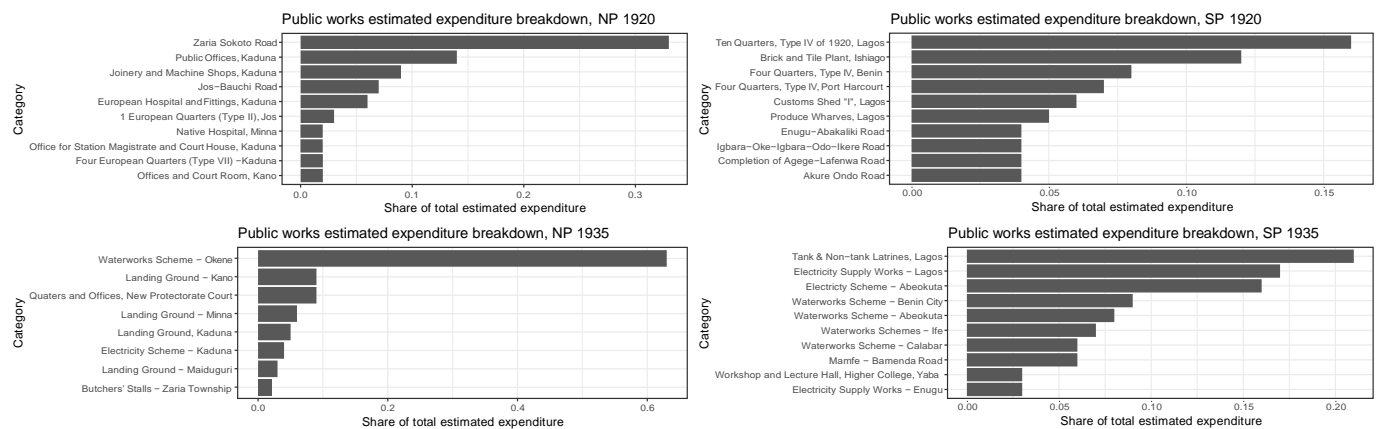 Public works estimated expenditure breakdown, NP 1920
Category
Zaria Sokoto Road
Public Offices, Kaduna
Joinery and Machine Shops, Kaduna
Jos−Bauchi Road
European Hospital and Fittings, Kaduna
1 European Quarters (Type II), Jos
Native Hospital, Minna
Office for Station Magistrate and Court House, Kaduna
Four European Quarters (Type VII) −Kaduna
Offices and Court Room, Kano
0.0 0.1 0.2 0.3
Share of total estimated expenditure
Public works estimated expenditure breakdown, SP 1920
Category
Ten Quarters, Type IV of 1920, Lagos
Brick and Tile Plant, Ishiago
Four Quarters, Type IV, Benin
Four Quarters, Type IV, Port Harcourt
Customs Shed "I", Lagos
Produce Wharves, Lagos
Enugu−Abakaliki Road
Igbara−Oke−Igbara−Odo−Ikere Road
Completion of Agege−Lafenwa Road
Akure Ondo Road
0.00 0.05 0.10 0.15
Share of total estimated expenditure
Public works estimated expenditure breakdown, NP 1935
Category
Waterworks Scheme − Okene
Landing Ground − Kano
Quaters and Offices, New Protectorate Court
Landing Ground − Minna
Landing Ground, Kaduna
Electricity Scheme − Kaduna
Landing Ground − Maiduguri
Butchers' Stalls − Zaria Township
0.0 0.2 0.4 0.6
Share of total estimated expenditure
Public works estimated expenditure breakdown, SP 1935
Category
Tank & Non−tank Latrines, Lagos
Electricity Supply Works − Lagos
Electricty Scheme − Abeokuta
Waterworks Scheme − Benin City
Waterworks Scheme − Abeokuta
Waterworks Schemes − Ife
Waterworks Scheme − Calabar
Mamfe − Bamenda Road
Workshop and Lecture Hall, Higher College, Yaba
Electricity Supply Works − Enugu
0.00 0.05 0.10 0.15 0.20
Share of total estimated expenditure